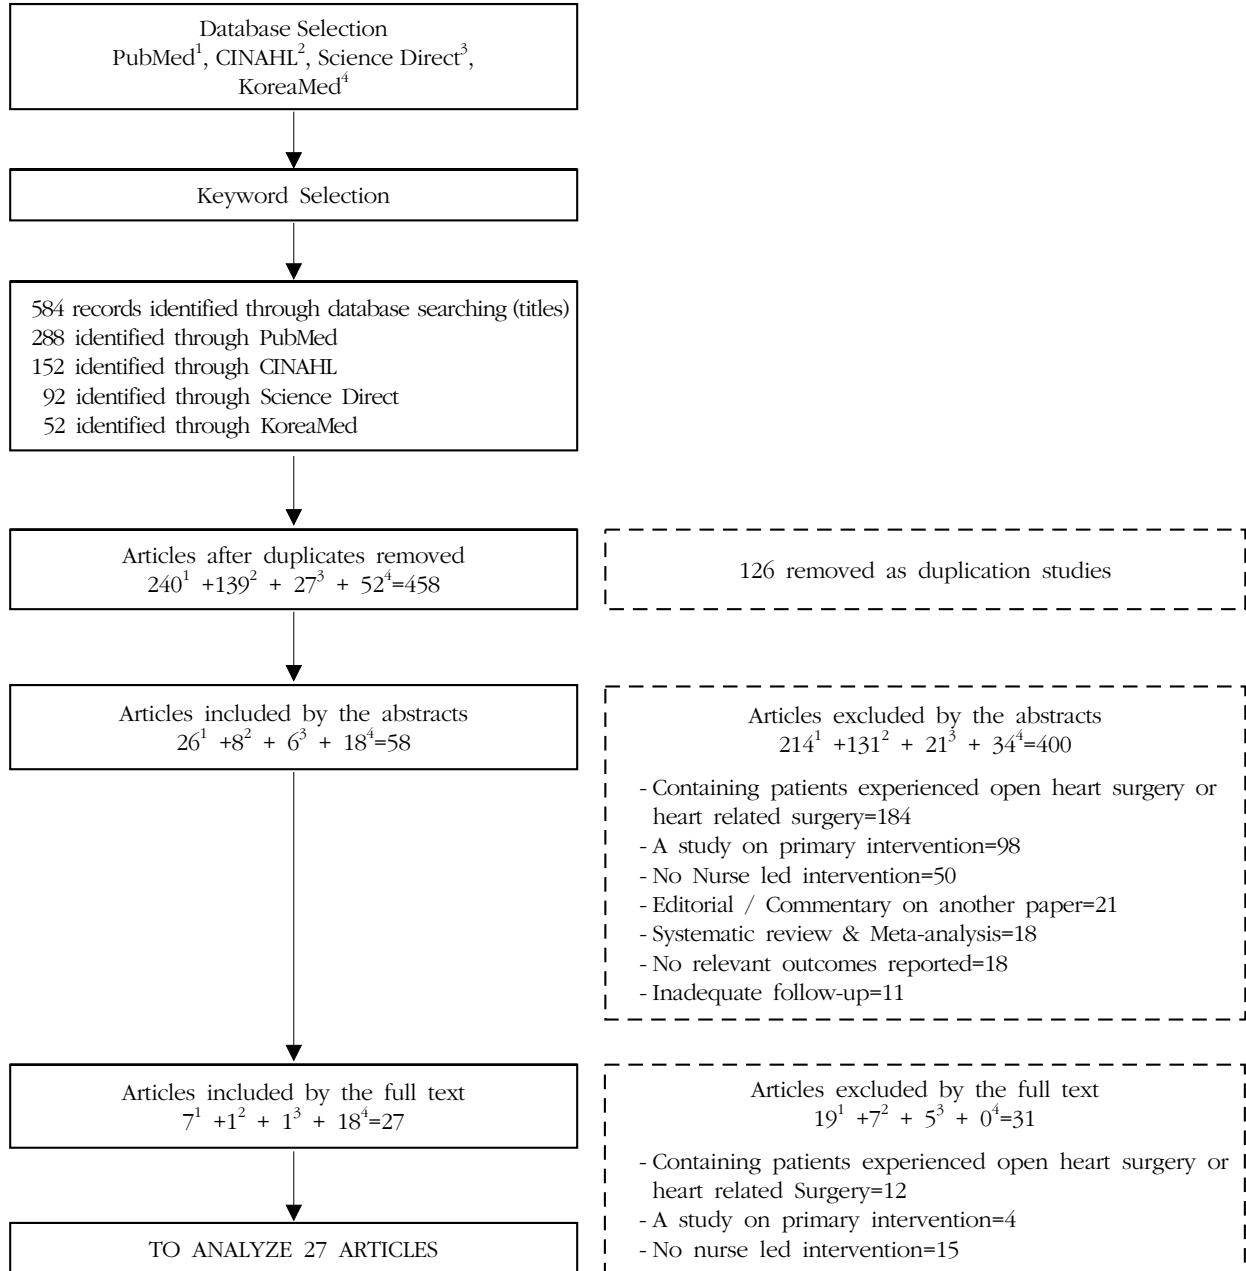 Database Selection
PubMed¹, CINAHL², Science Direct³,
KoreaMed⁴
Keyword Selection
584 records identified through database searching (titles)
288 identified through PubMed
152 identified through CINAHL
92 identified through Science Direct
52 identified through KoreaMed
Articles after duplicates removed
240¹ +139² + 27³ + 52⁴=458
126 removed as duplication studies
Articles included by the abstracts
26¹ +8² + 6³ + 18⁴=58
Articles excluded by the abstracts
214¹ +131² + 21³ + 34⁴=400
- Containing patients experienced open heart surgery or
heart related surgery=184
- A study on primary intervention=98
- No Nurse led intervention=50
- Editorial / Commentary on another paper=21
- Systematic review & Meta-analysis=18
- No relevant outcomes reported=18
- Inadequate follow-up=11
Articles included by the full text
7¹ +1² + 1³ + 18⁴=27
Articles excluded by the full text
19¹ +7² + 5³ + 0⁴=31
- Containing patients experienced open heart surgery or
heart related Surgery=12
- A study on primary intervention=4
- No nurse led intervention=15
TO ANALYZE 27 ARTICLES